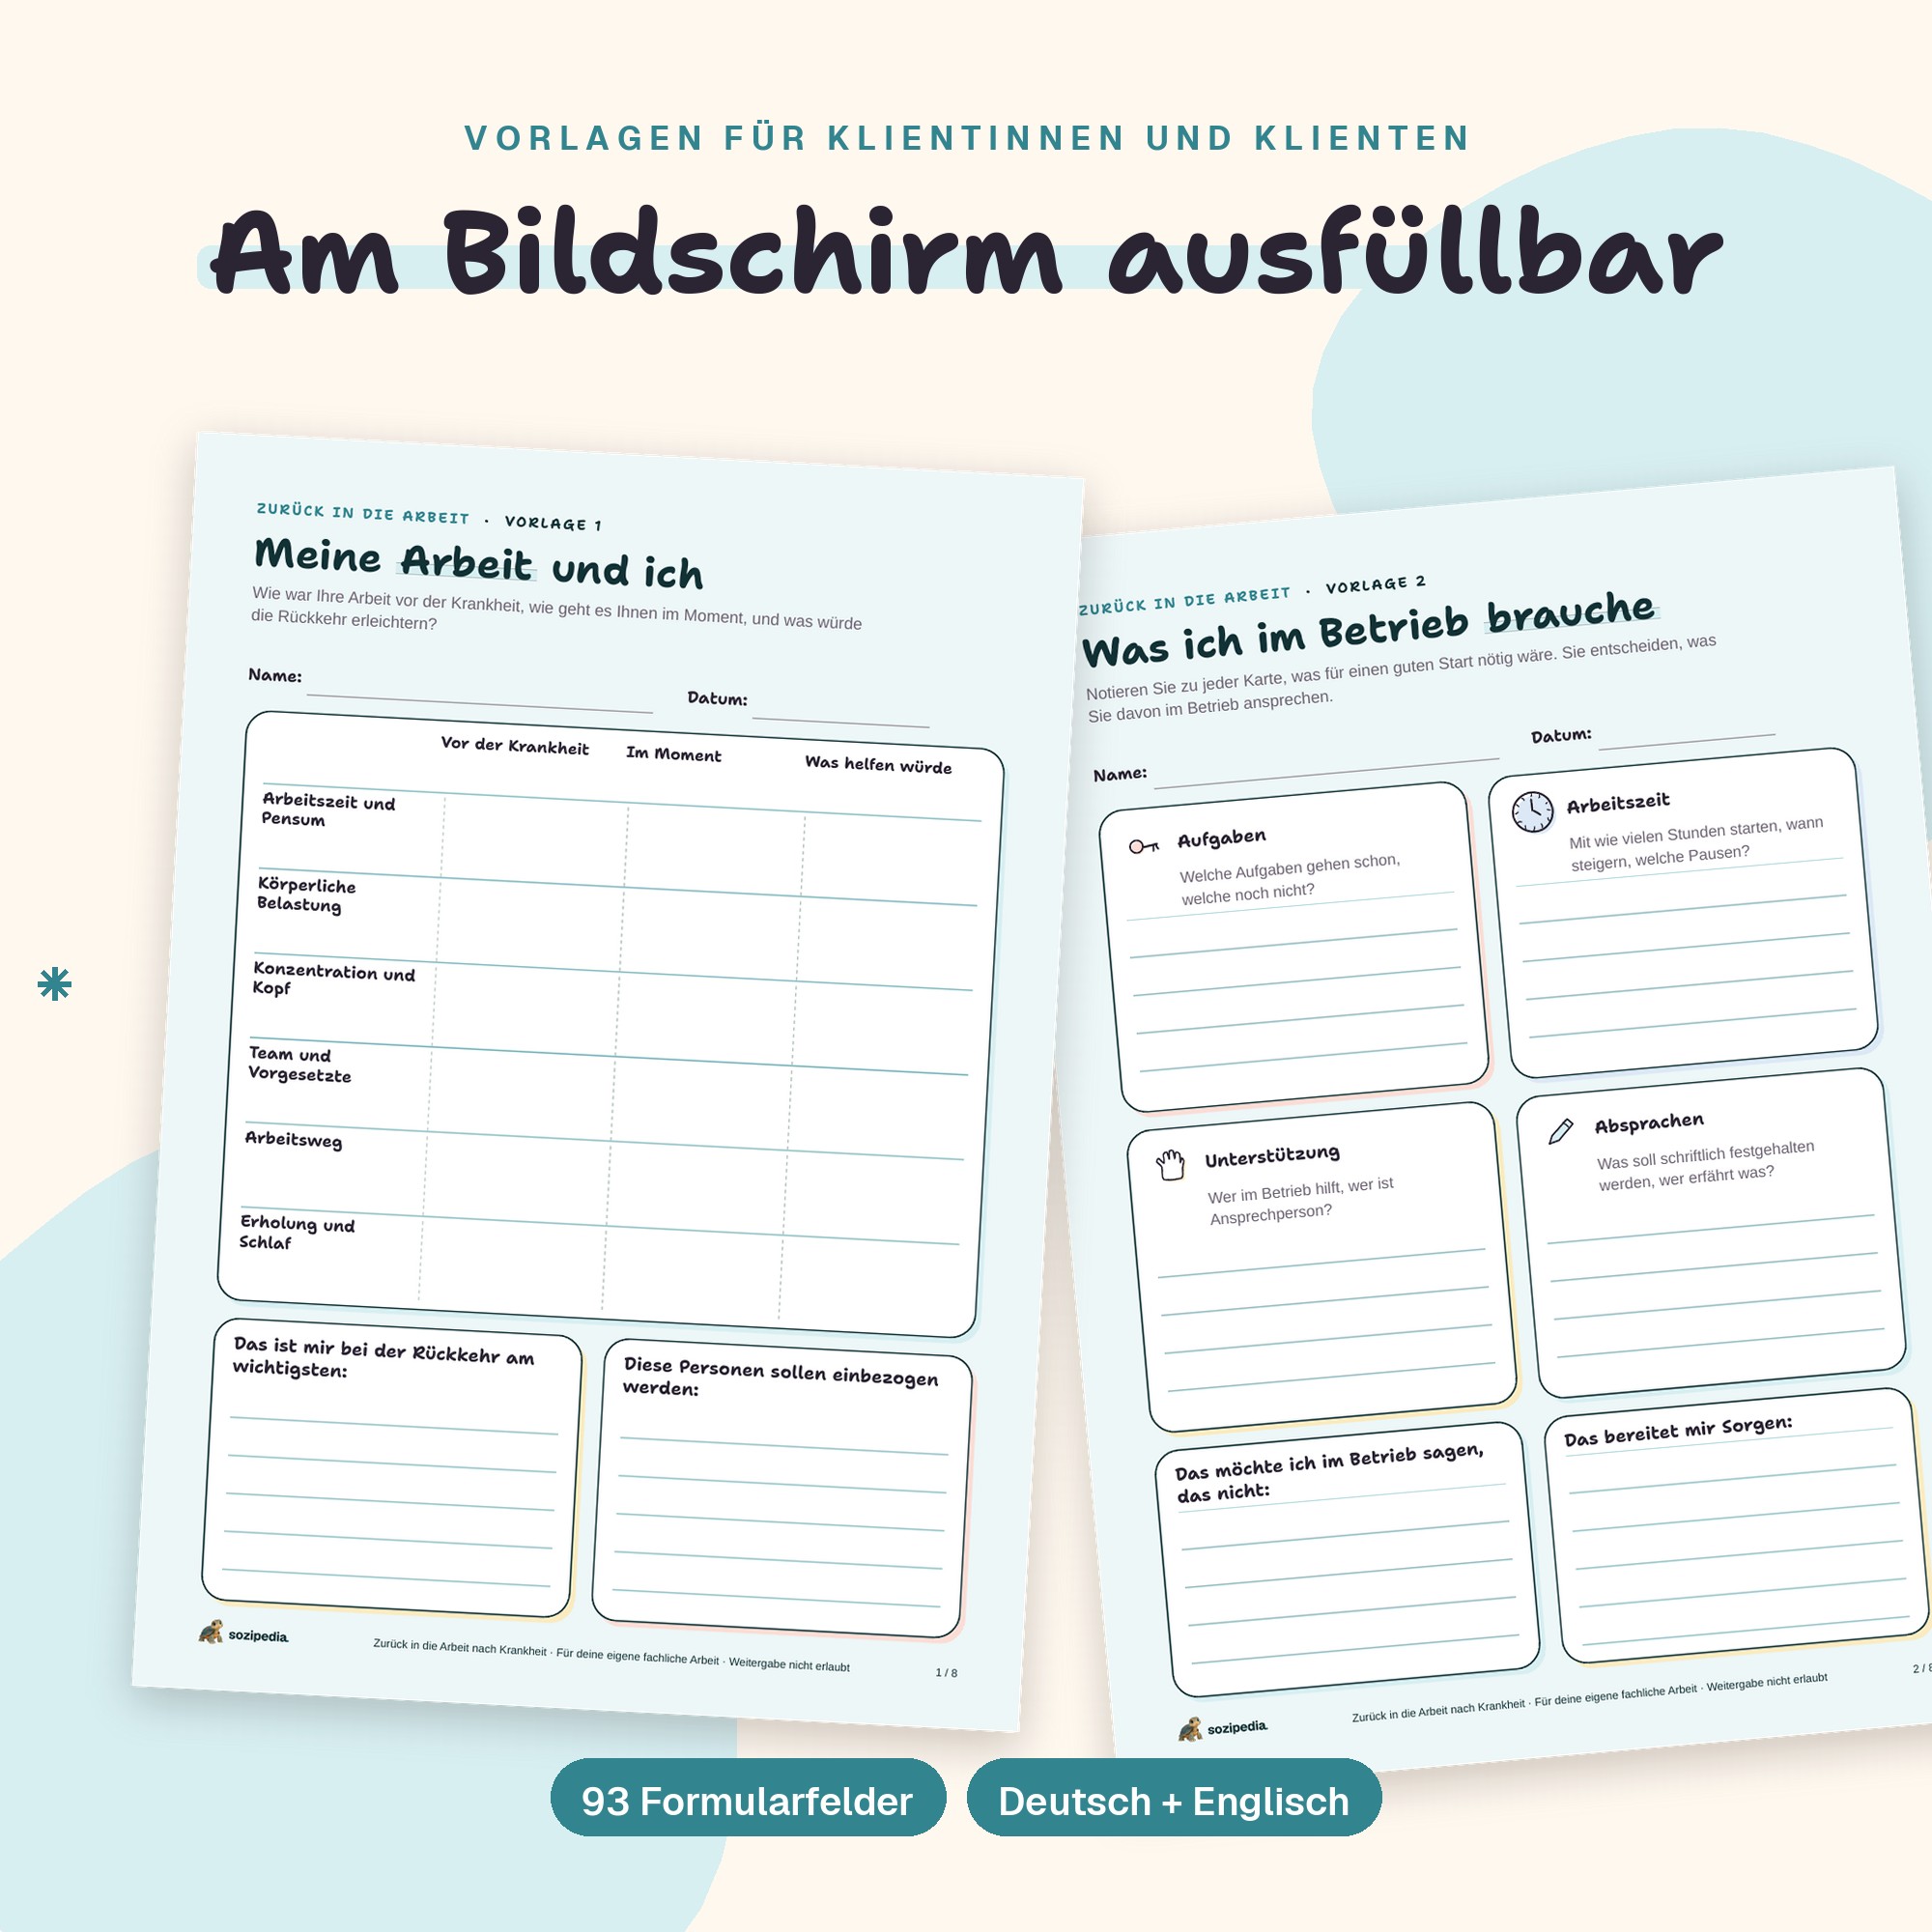 VORLAGEN FÜR KLIENTINNEN UND KLIENTEN
Am Bildschirm ausfüllbar
ZURÜCK IN DIE ARBEIT · VORLAGE 1
Meine Arbeit und ich
Wie war Ihre Arbeit vor der Krankheit, wie geht es Ihnen im Moment, und was würde
die Rückkehr erleichtern?
Name:
Datum:
Vor der Krankheit
Im Moment
Was helfen würde
Arbeitszeit und
Pensum
Körperliche
Belastung
Konzentration und
Kopf
Team und
Vorgesetzte
Arbeitsweg
Erholung und
Schlaf
Das ist mir bei der Rückkehr am
wichtigsten:
Diese Personen sollen einbezogen
werden:
sozipedia.
Zurück in die Arbeit nach Krankheit · Für deine eigene fachliche Arbeit · Weitergabe nicht erlaubt
1 / 8
ZURÜCK IN DIE ARBEIT · VORLAGE 2
Was ich im Betrieb brauche
Notieren Sie zu jeder Karte, was für einen guten Start nötig wäre. Sie entscheiden, was
Sie davon im Betrieb ansprechen.
Name:
Datum:
Aufgaben
Welche Aufgaben gehen schon,
welche noch nicht?
Arbeitszeit
Mit wie vielen Stunden starten, wann
steigern, welche Pausen?
Unterstützung
Wer im Betrieb hilft, wer ist
Ansprechperson?
Absprachen
Was soll schriftlich festgehalten
werden, wer erfährt was?
Das möchte ich im Betrieb sagen,
das nicht:
Das bereitet mir Sorgen:
sozipedia.
Zurück in die Arbeit nach Krankheit · Für deine eigene fachliche Arbeit · Weitergabe nicht erlaubt
2 / 8
93 Formularfelder
Deutsch + Englisch